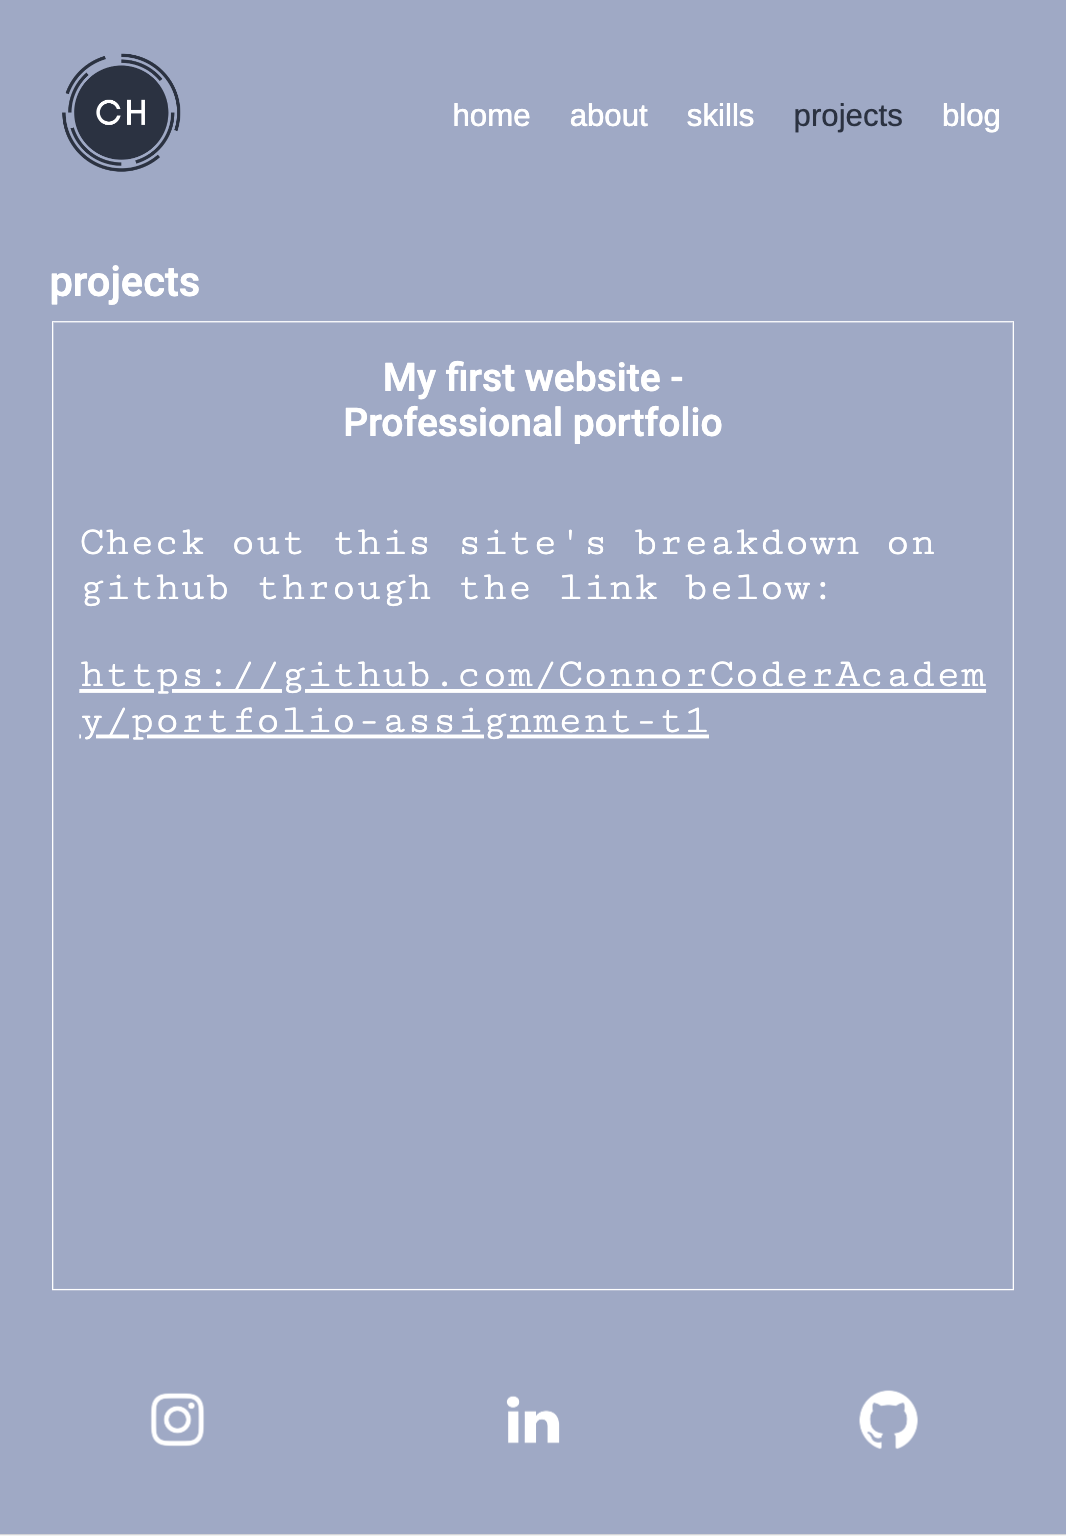 CH
home about skills projects blog
projects
My first website -
Professional portfolio
Check out this site's breakdown on
github through the link below:
https://github.com/ConnorCoderAcadem
y/portfolio-assignment-t1
in